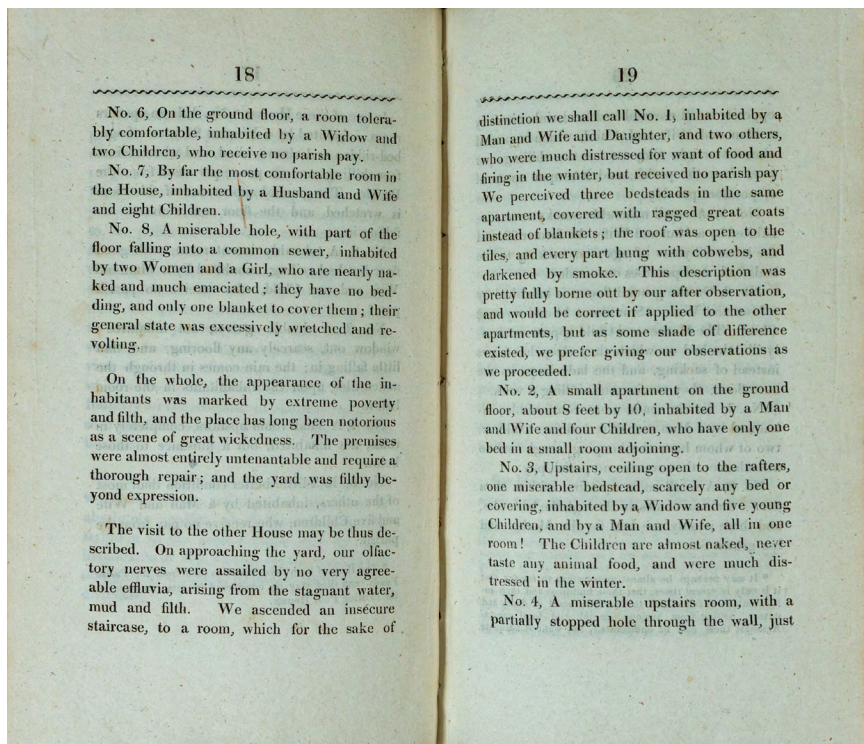 18
No. 6, On the ground floor, a room tolera-
bly comfortable, inhabited by a Widow and
two Children, who receive no parish pay.
No. 7, By far the most comfortable room in
the House, inhabited by a Husband and Wife
and eight Children.
No. 8, A miserable hole, with part of the
floor falling into a common sewer, inhabited
by two Women and a Girl, who are nearly na-
ked and much emaciated; they have no bed-
ding, and only one blanket to cover them; their
general state was excessively wretched and re-
volting.
On the whole, the appearance of the in-
habitants was marked by extreme poverty
and filth, and the place has long been notorious
as a scene of great wickedness. The premises
were almost entirely untenantable and require a
thorough repair; and the yard was filthy be-
yond expression.
The visit to the other House may be thus de-
scribed. On approaching the yard, our olfac-
tory nerves were assailed by no very agree-
able effluvia, arising from the stagnant water,
mud and filth. We ascended an insecure
staircase, to a room, which for the sake of
19
distinction we shall call No. 1, inhabited by a
Man and Wife and Daughter, and two others,
who were much distressed for want of food and
firing in the winter, but received no parish pay.
We perceived three bedsteads in the same
apartment, covered with ragged great coats
instead of blankets; the roof was open to the
tiles, and every part hung with cobwebs, and
darkened by smoke. This description was
pretty fully borne out by our after observation,
and would be correct if applied to the other
apartments, but as some shade of difference
existed, we prefer giving our observations as
we proceeded.
No. 2, A small apartment on the ground
floor, about 8 feet by 10, inhabited by a Man
and Wife and four Children, who have only one
bed in a small room adjoining.
No. 3, Upstairs, ceiling open to the rafters,
one miserable bedstead, scarcely any bed or
covering, inhabited by a Widow and five young
Children, and by a Man and Wife, all in one
room! The Children are almost naked, never
taste any animal food, and were much dis-
tressed in the winter.
No. 4, A miserable upstairs room, with a
partially stopped hole through the wall, just